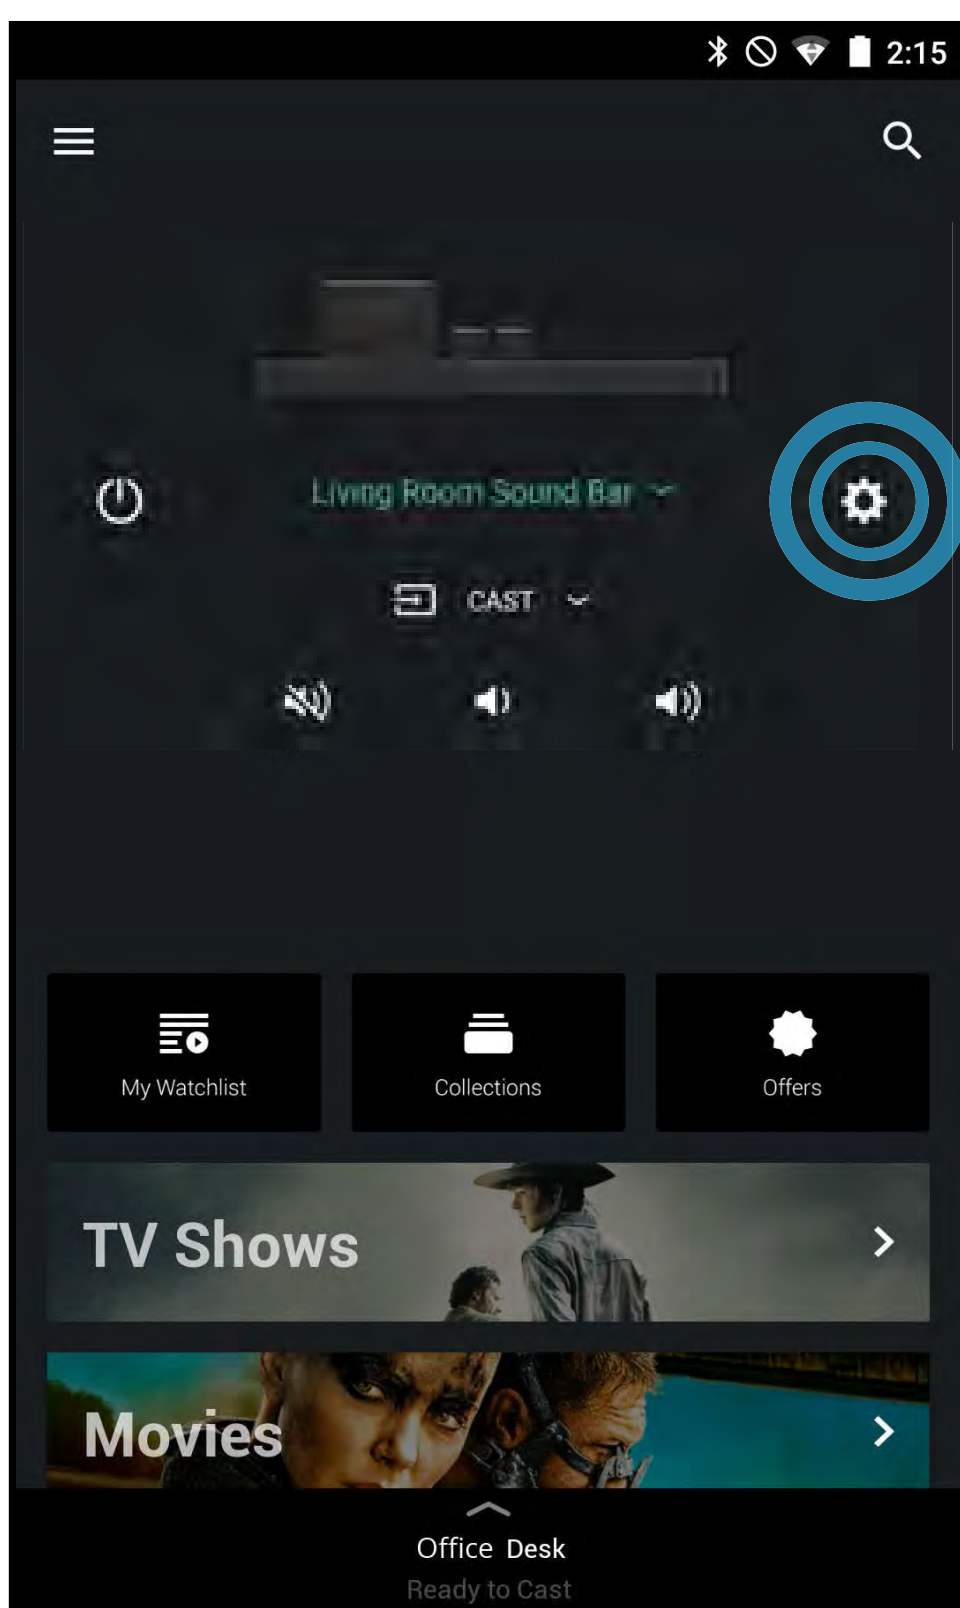 2:15
Living Room Sound Bar
CAST
My Watchlist
Collections
Offers
TV Shows
Movies
Office Desk
Ready to Cast